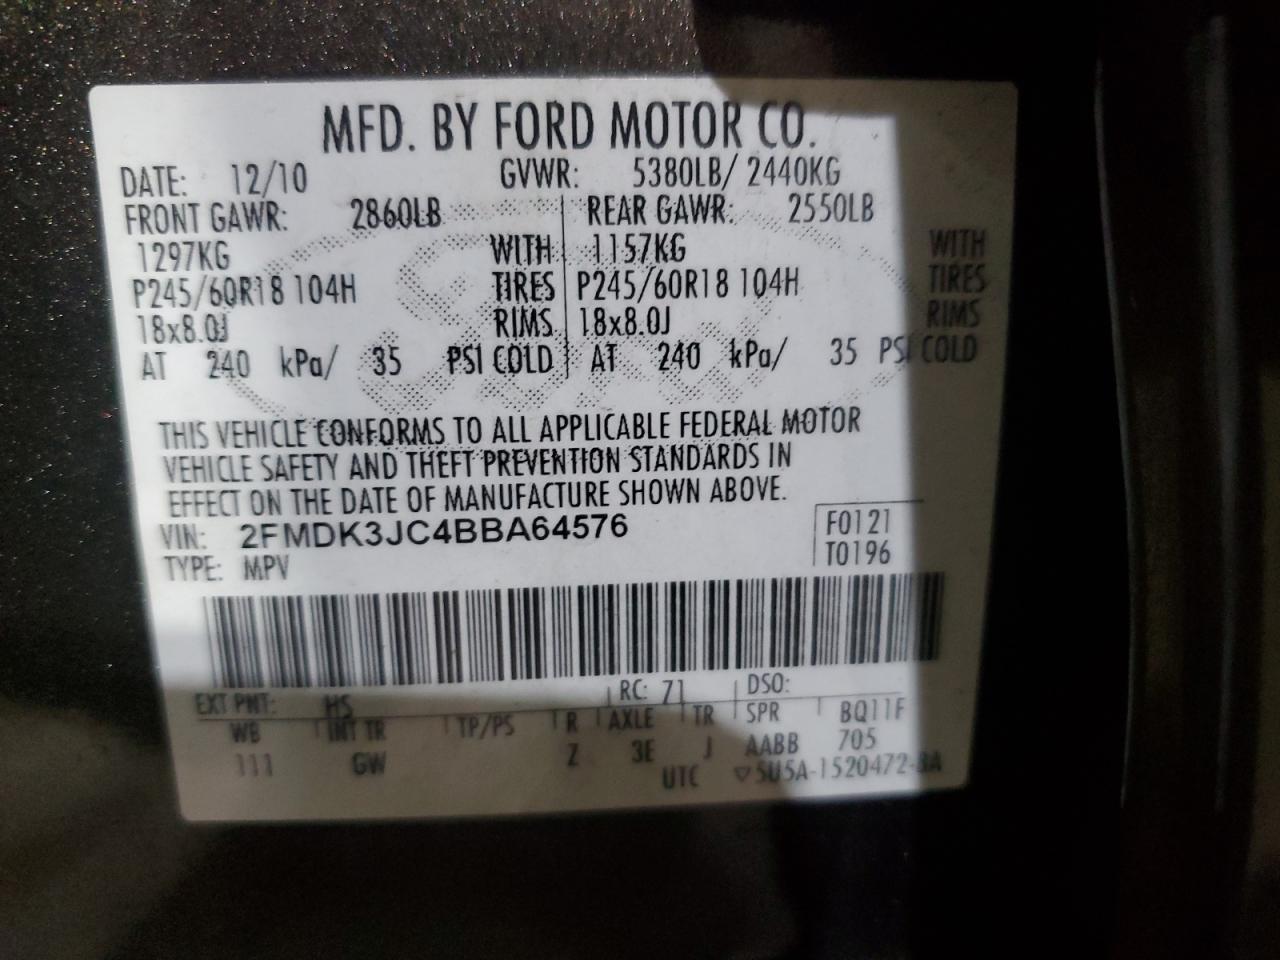 MFD. BY FORD MOTOR CO.
DATE: 12/10 GVWR: 5380LB/ 2440KG
FRONT GAWR: 2860LB REAR GAWR: 2550LB
1297KG WITH 1157KG WITH
P245/60R18 104H TIRES P245/60R18 104H TIRES
18x8.0J RIMS 18x8.0J RIMS
AT 240 kPa/ 35 PSI COLD AT 240 kPa/ 35 PSI COLD
THIS VEHICLE CONFORMS TO ALL APPLICABLE FEDERAL MOTOR
VEHICLE SAFETY AND THEFT PREVENTION STANDARDS IN
EFFECT ON THE DATE OF MANUFACTURE SHOWN ABOVE.
VIN: 2FMDK3JC4BBA64576 F0121
TYPE: MPV T0196
EXT PNT: HS RC: 71 DSO:
WB INT TR TP/PS R AXLE TR SPR BQ11F
111 GW Z 3E J AABB 705
UTC ▽5U5A-1520472-BA